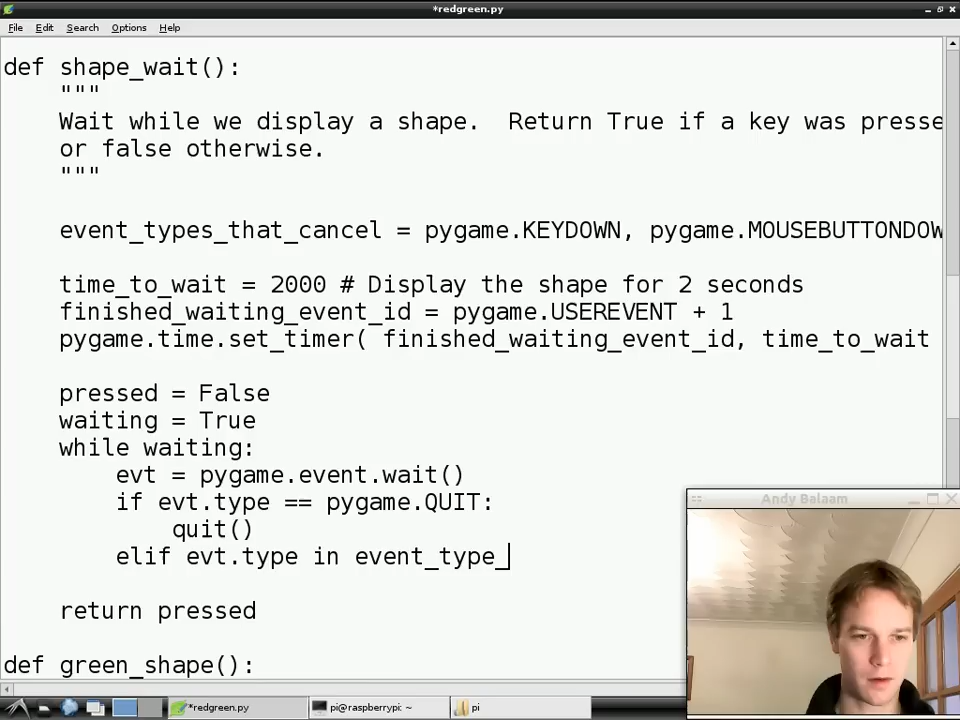 *redgreen.py
File Edit Search Options Help
def shape_wait():
"""
Wait while we display a shape.  Return True if a key was presse
or false otherwise.
"""
event_types_that_cancel = pygame.KEYDOWN, pygame.MOUSEBUTTONDOW
time_to_wait = 2000 # Display the shape for 2 seconds
finished_waiting_event_id = pygame.USEREVENT + 1
pygame.time.set_timer( finished_waiting_event_id, time_to_wait
pressed = False
waiting = True
while waiting:
evt = pygame.event.wait()
if evt.type == pygame.QUIT:
quit()
elif evt.type in event_type_
return pressed
def green_shape():
Andy Balaam
*redgreen.py pi@raspberrypi: ~ pi